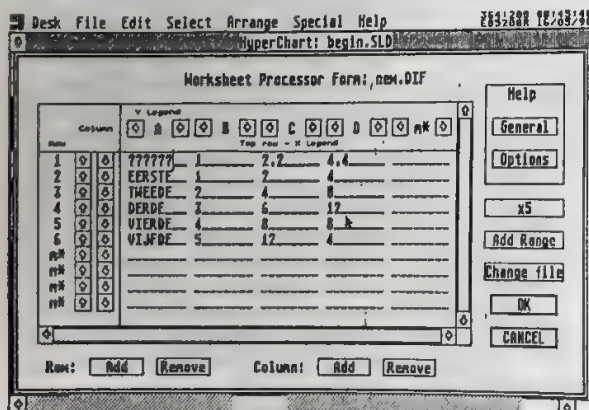 Desk File Edit Select Arrange Special Help
HyperChart: begin.SLD
Worksheet Processor Form: new.DIF
Y Legend
Column A B C D n*
Row
Top row - X Legend
1 ?????? 1 2.2 4.4
2 EERSTE 1 2 4
3 TWEEDE 2 4 8
4 DERDE 3 6 12
5 VIERDE 4 8 8
6 VIJFDE 5 12 4
n*
n*
n*
n*
Row: Add Remove Column: Add Remove
Help
General
Options
x5
Add Range
Change file
OK
CANCEL